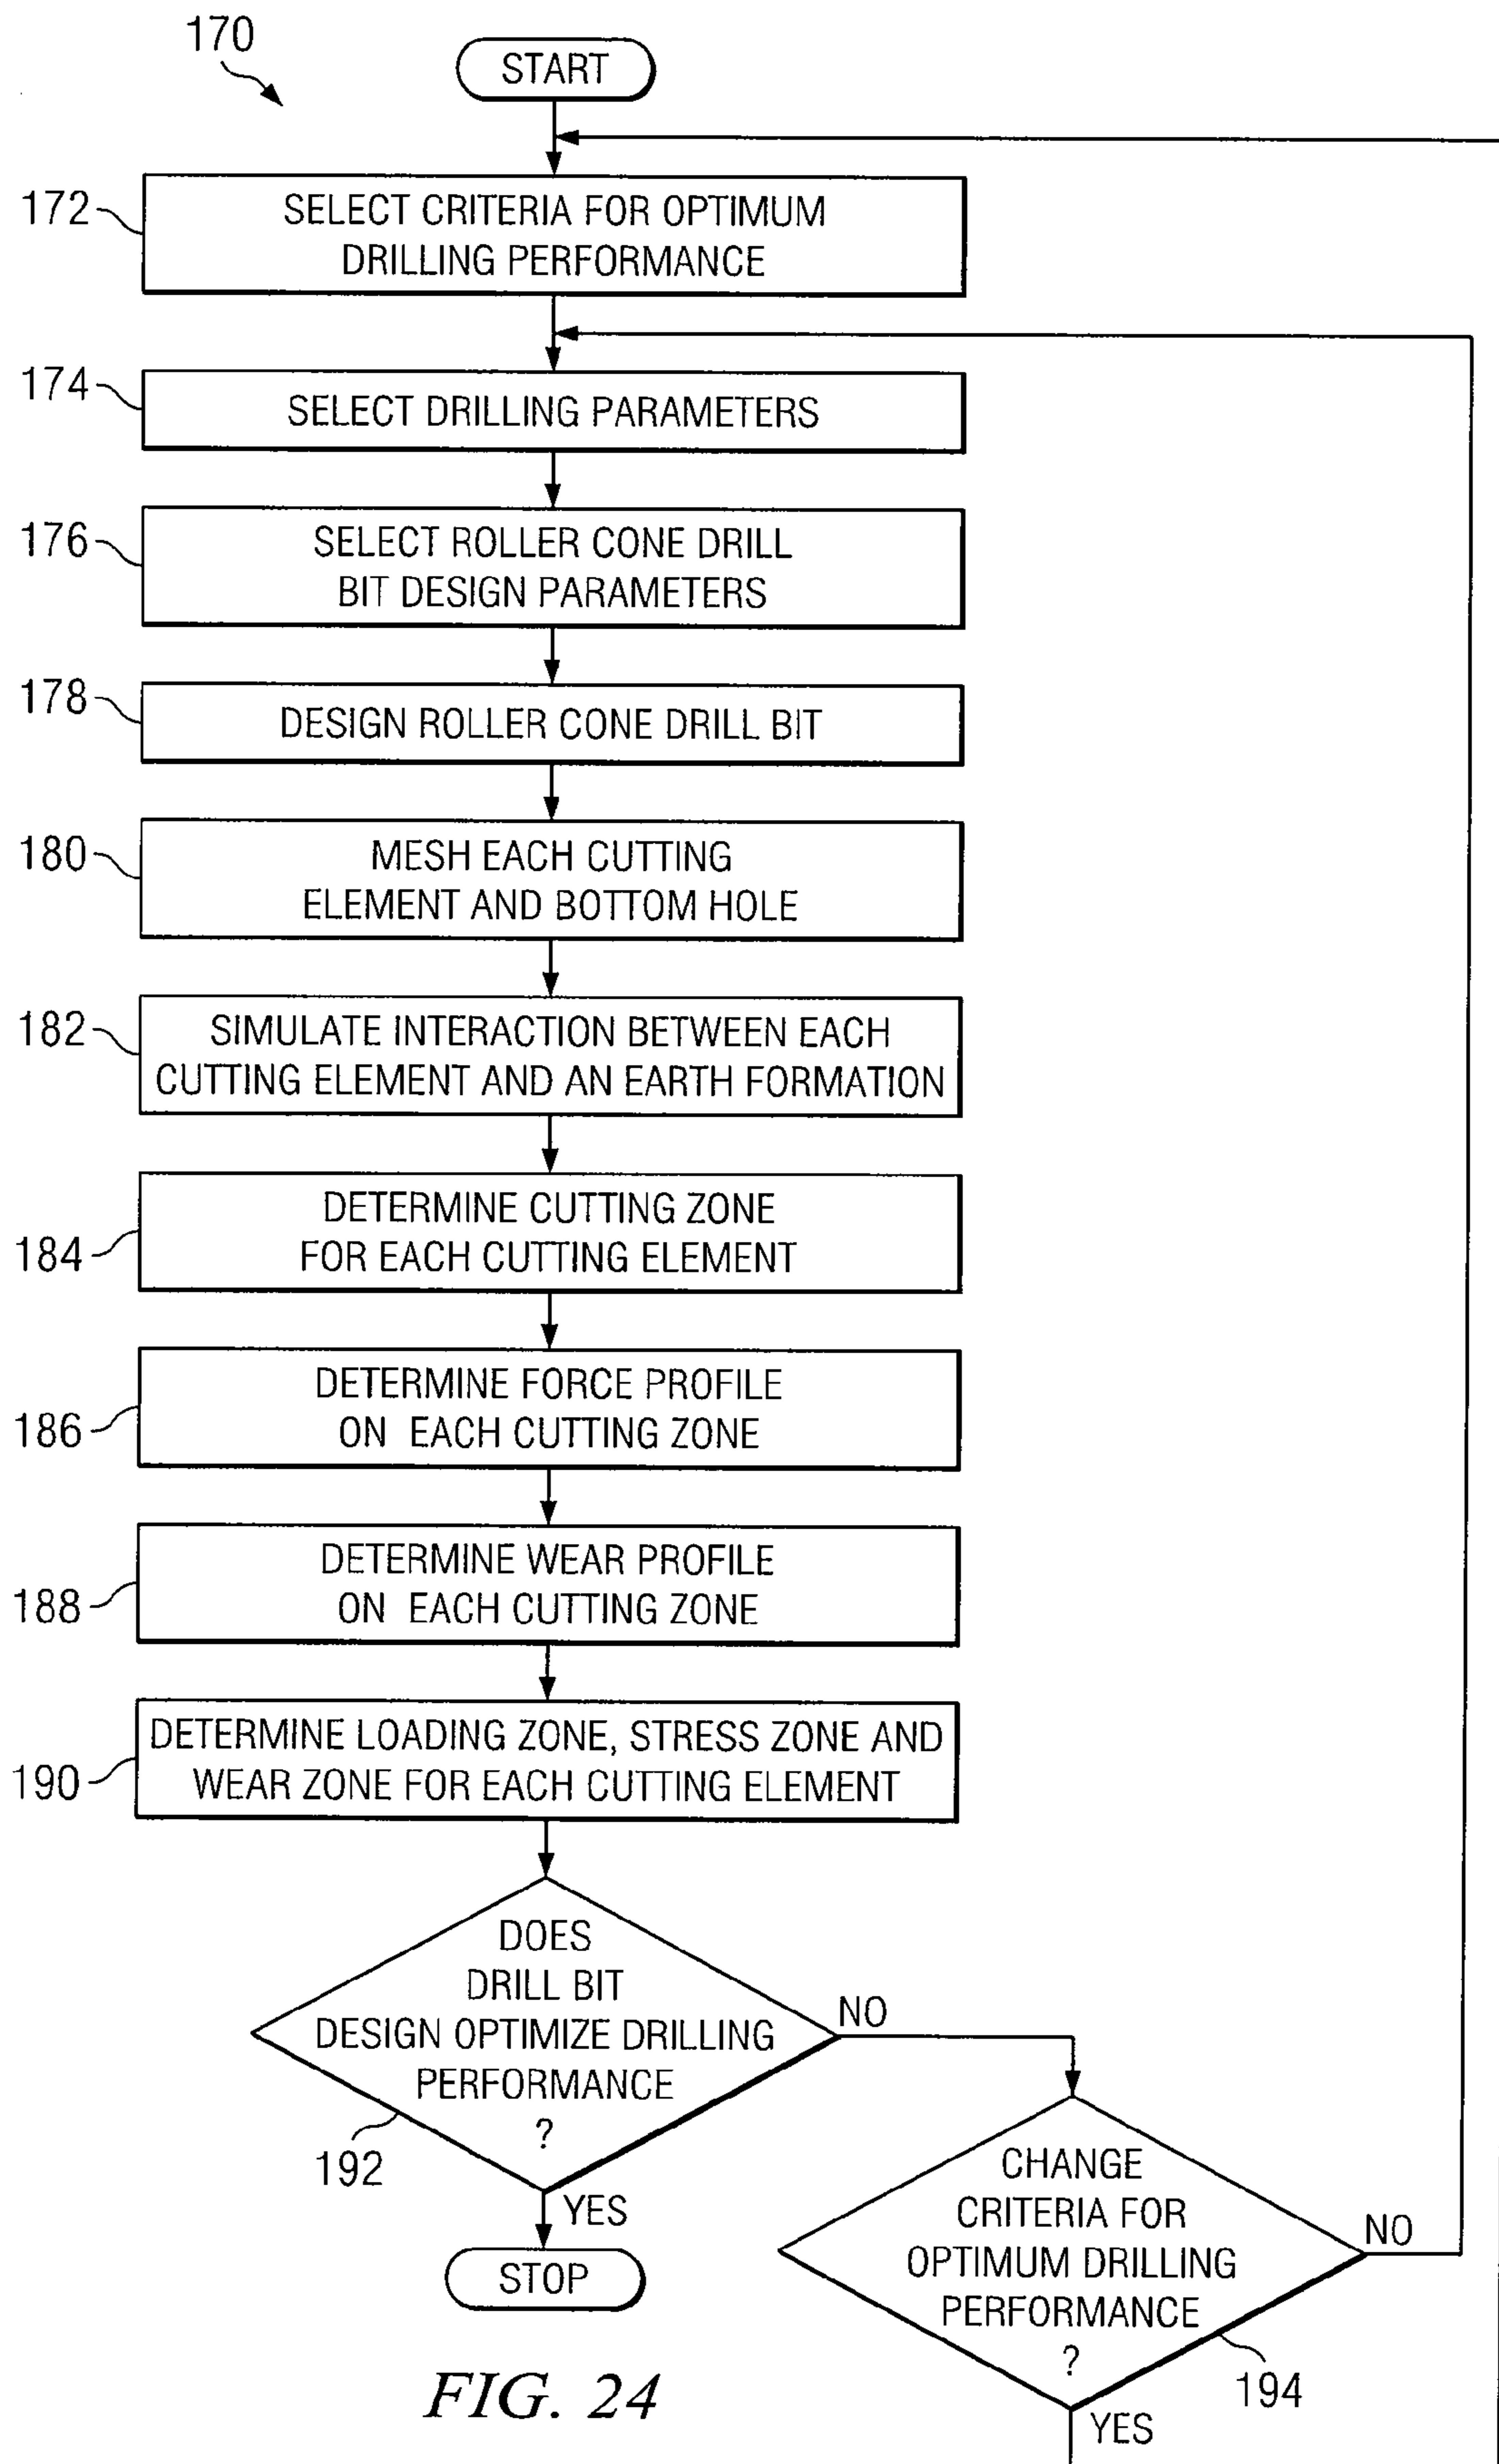 170
START
172
SELECT CRITERIA FOR OPTIMUM
DRILLING PERFORMANCE
174
SELECT DRILLING PARAMETERS
176
SELECT ROLLER CONE DRILL
BIT DESIGN PARAMETERS
178
DESIGN ROLLER CONE DRILL BIT
180
MESH EACH CUTTING
ELEMENT AND BOTTOM HOLE
182
SIMULATE INTERACTION BETWEEN EACH
CUTTING ELEMENT AND AN EARTH FORMATION
184
DETERMINE CUTTING ZONE
FOR EACH CUTTING ELEMENT
186
DETERMINE FORCE PROFILE
ON EACH CUTTING ZONE
188
DETERMINE WEAR PROFILE
ON EACH CUTTING ZONE
190
DETERMINE LOADING ZONE, STRESS ZONE AND
WEAR ZONE FOR EACH CUTTING ELEMENT
DOES
DRILL BIT
DESIGN OPTIMIZE DRILLING
PERFORMANCE
?
192
NO
YES
STOP
CHANGE
CRITERIA FOR
OPTIMUM DRILLING
PERFORMANCE
?
194
NO
YES
FIG. 24